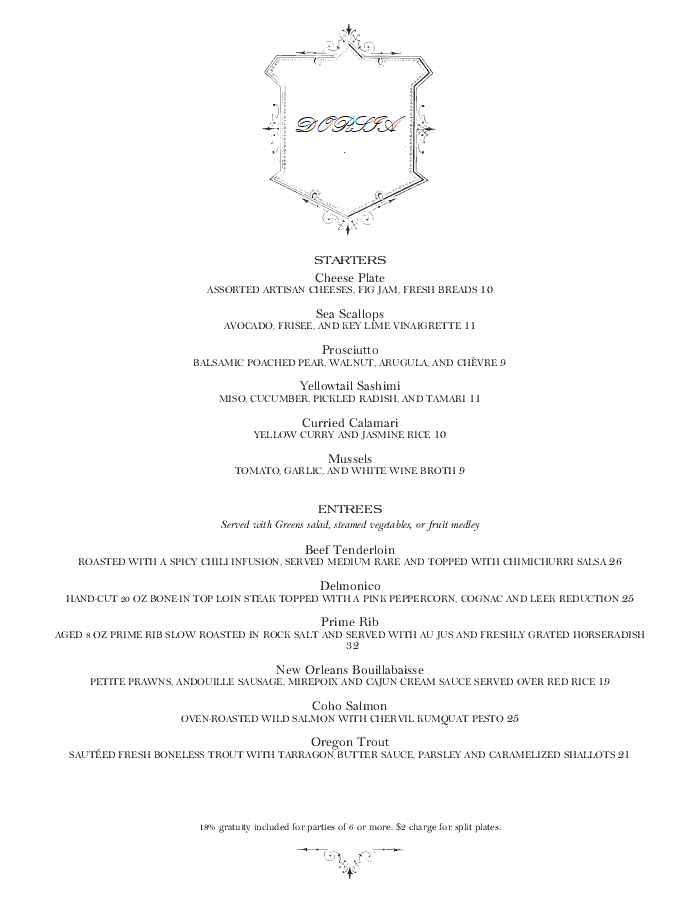 DORSIA
STARTERS
Cheese Plate
ASSORTED ARTISAN CHEESES, FIG JAM, FRESH BREADS 10
Sea Scallops
AVOCADO, FRISEE, AND KEY LIME VINAIGRETTE 11
Prosciutto
BALSAMIC POACHED PEAR, WALNUT, ARUGULA, AND CHÈVRE 9
Yellowtail Sashimi
MISO, CUCUMBER, PICKLED RADISH, AND TAMARI 11
Curried Calamari
YELLOW CURRY AND JASMINE RICE 10
Mussels
TOMATO, GARLIC, AND WHITE WINE BROTH 9
ENTREES
Served with Greens salad, steamed vegetables, or fruit medley
Beef Tenderloin
ROASTED WITH A SPICY CHILI INFUSION, SERVED MEDIUM RARE AND TOPPED WITH CHIMICHURRI SALSA 26
Delmonico
HAND-CUT 20 OZ BONE-IN TOP LOIN STEAK TOPPED WITH A PINK PEPPERCORN, COGNAC AND LEEK REDUCTION 25
Prime Rib
AGED 8 OZ PRIME RIB SLOW ROASTED IN ROCK SALT AND SERVED WITH AU JUS AND FRESHLY GRATED HORSERADISH
32
New Orleans Bouillabaisse
PETITE PRAWNS, ANDOUILLE SAUSAGE, MIREPOIX AND CAJUN CREAM SAUCE SERVED OVER RED RICE 19
Coho Salmon
OVEN-ROASTED WILD SALMON WITH CHERVIL KUMQUAT PESTO 25
Oregon Trout
SAUTÉED FRESH BONELESS TROUT WITH TARRAGON BUTTER SAUCE, PARSLEY AND CARAMELIZED SHALLOTS 21
18% gratuity included for parties of 6 or more. $2 charge for split plates.